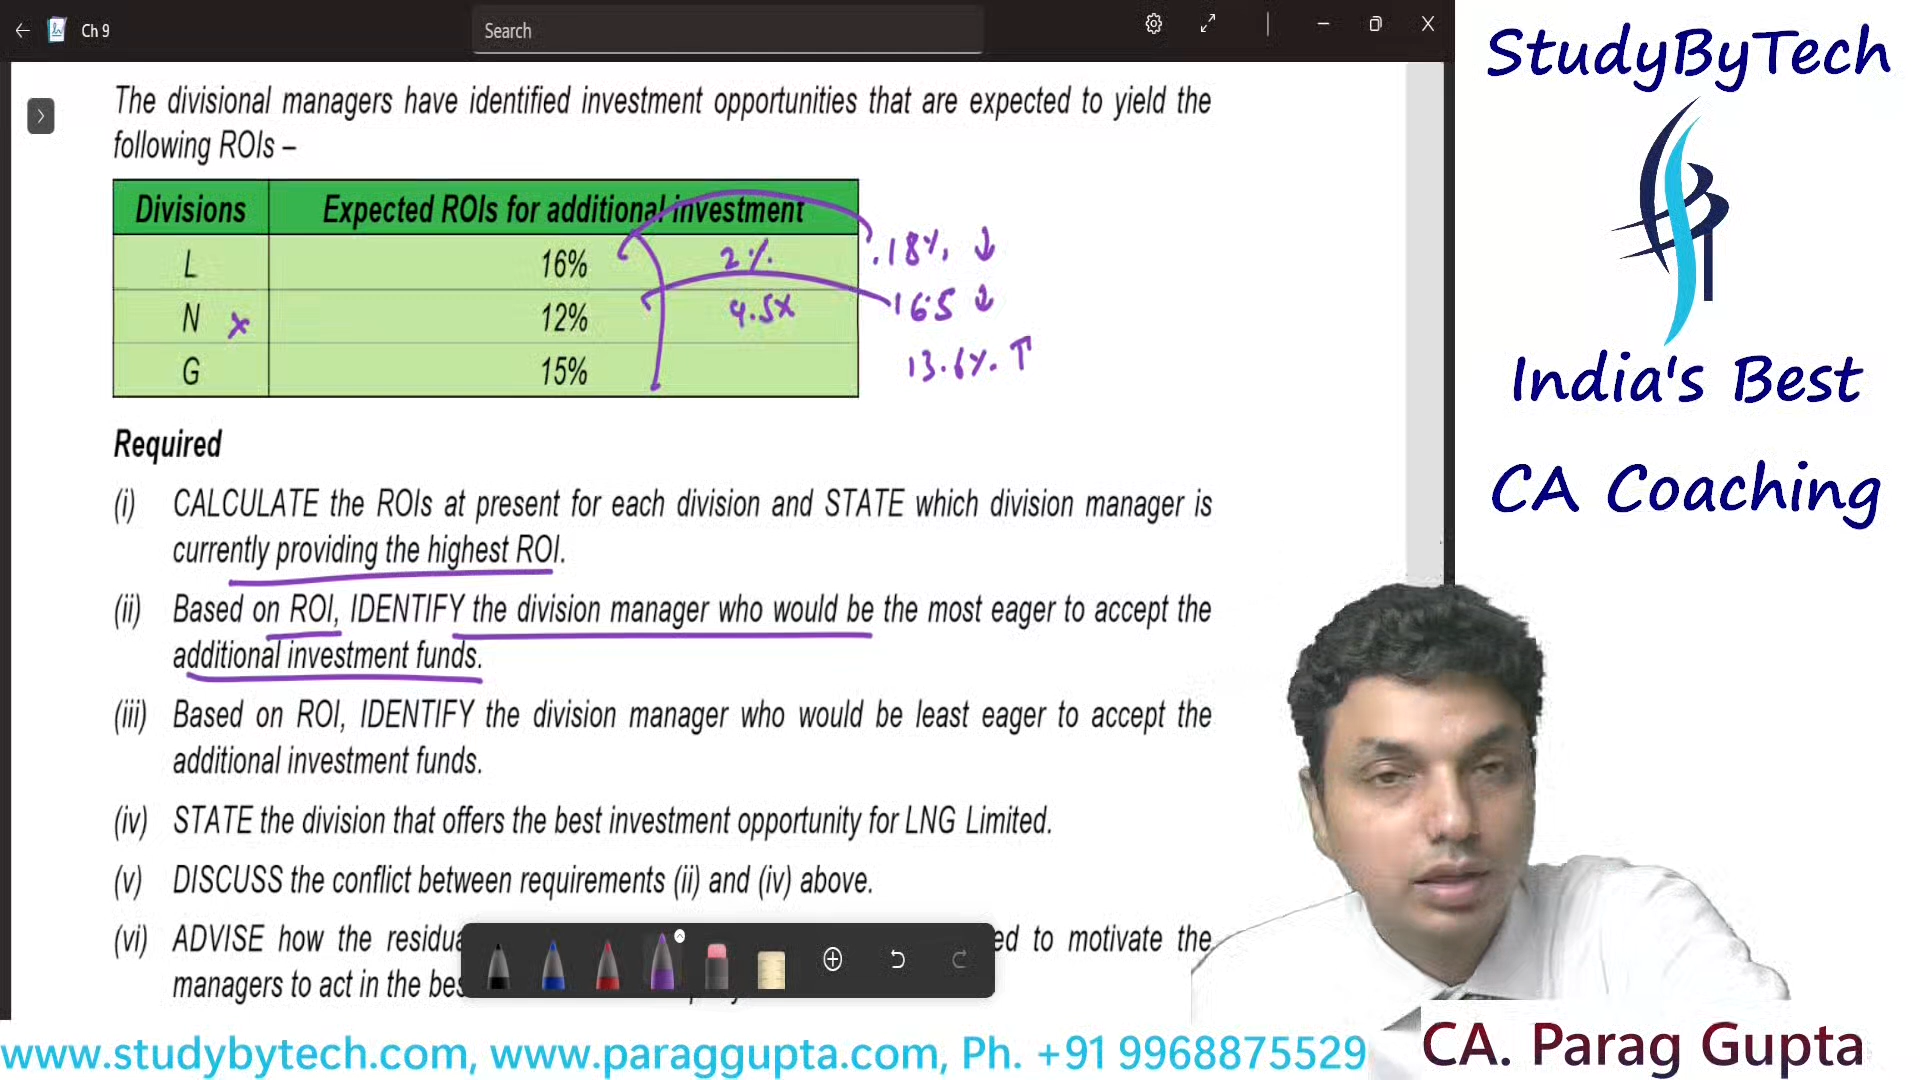 Ch 9
Search
The divisional managers have identified investment opportunities that are expected to yield the
following ROIs –
Divisions Expected ROIs for additional investment
L 16% 2% .18% ↓
N x 12% 4.5x 16.5 ↓
G 15% 13.6%. ↑
Required
(i) CALCULATE the ROIs at present for each division and STATE which division manager is
currently providing the highest ROI.
(ii) Based on ROI, IDENTIFY the division manager who would be the most eager to accept the
additional investment funds.
(iii) Based on ROI, IDENTIFY the division manager who would be least eager to accept the
additional investment funds.
(iv) STATE the division that offers the best investment opportunity for LNG Limited.
(v) DISCUSS the conflict between requirements (ii) and (iv) above.
(vi) ADVISE how the to motivate the
managers to act in the
StudyByTech
India's Best
CA Coaching
www.studybytech.com, www.paraggupta.com, Ph. +91 9968875529
CA. Parag Gupta